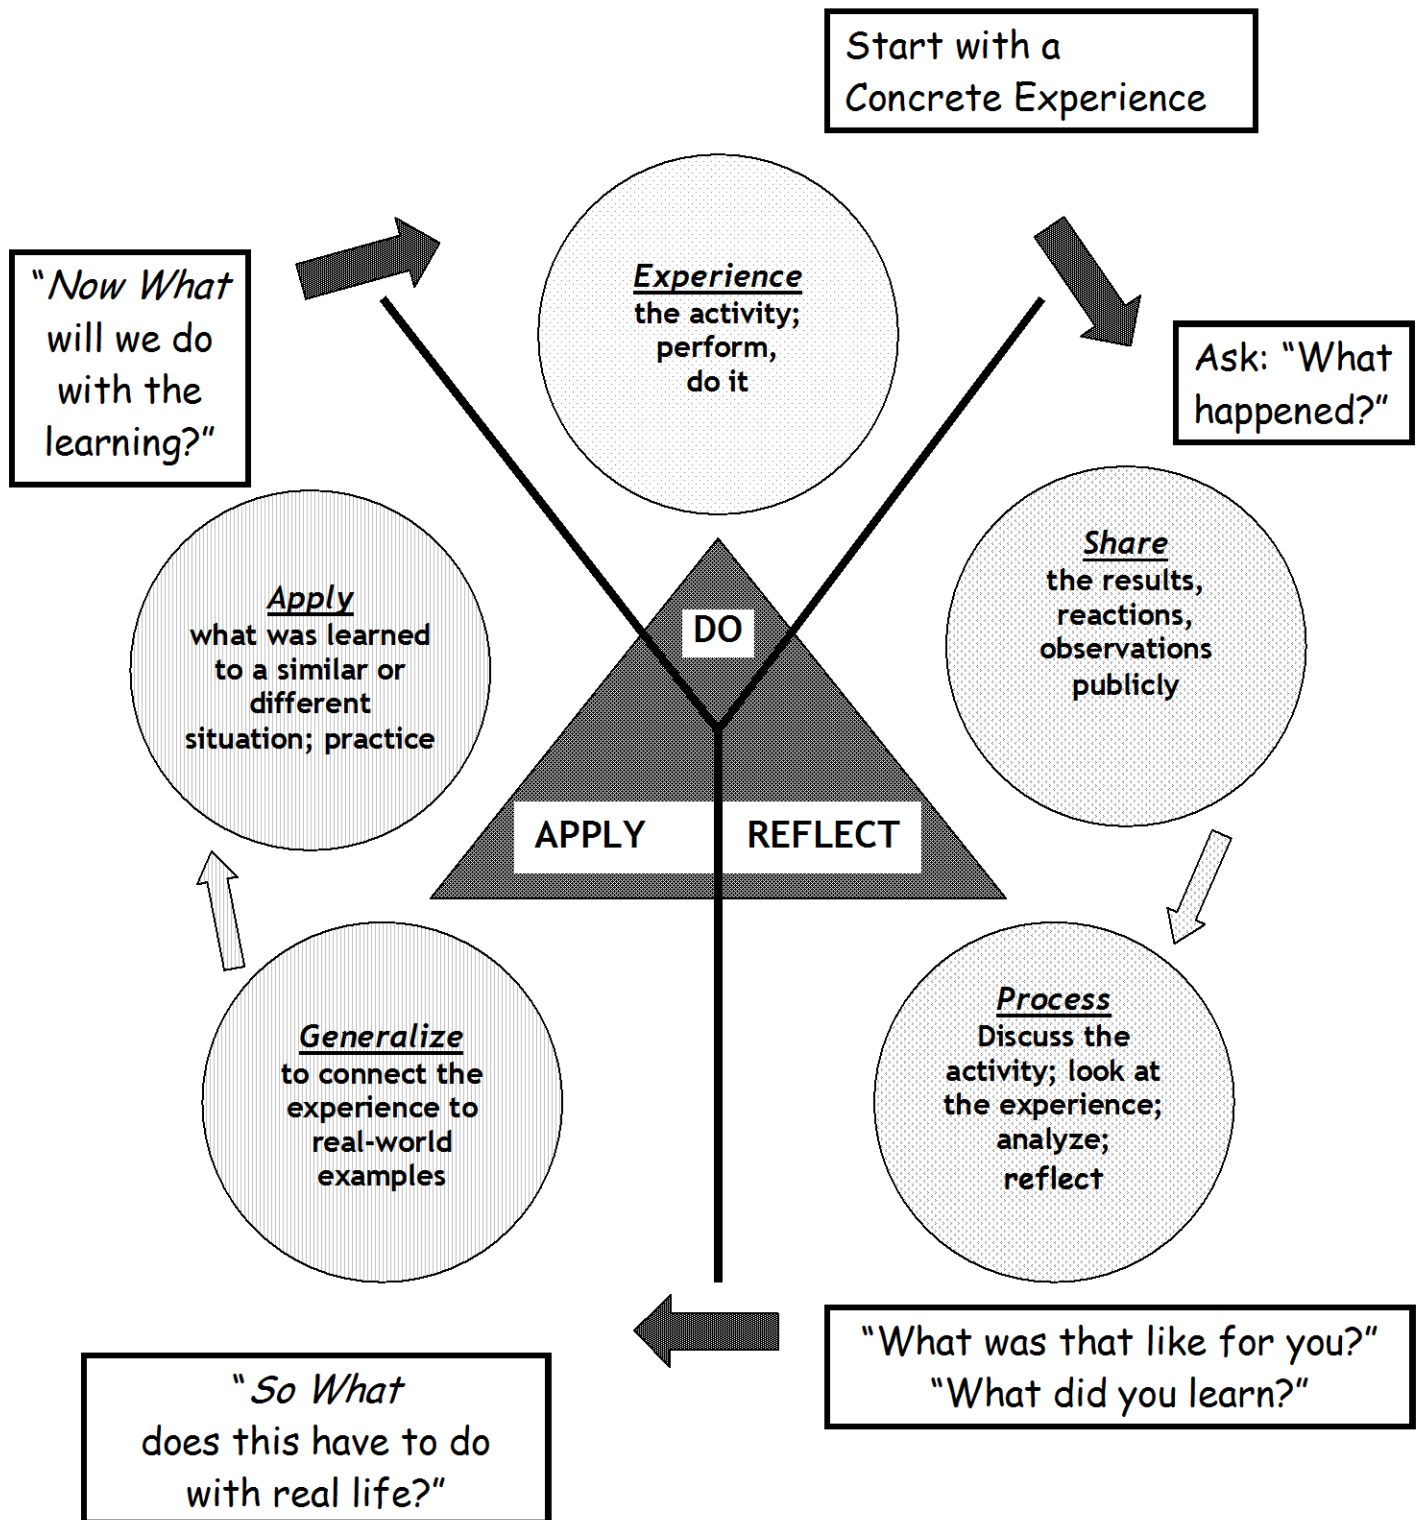 Start with a
Concrete Experience
Experience
the activity;
perform,
do it
Ask: “What
happened?”
Share
the results,
reactions,
observations
publicly
Process
Discuss the
activity; look at
the experience;
analyze;
reflect
“What was that like for you?”
“What did you learn?”
“So What
does this have to do
with real life?”
Generalize
to connect the
experience to
real-world
examples
Apply
what was learned
to a similar or
different
situation; practice
“Now What
will we do
with the
learning?”
DO
APPLY
REFLECT